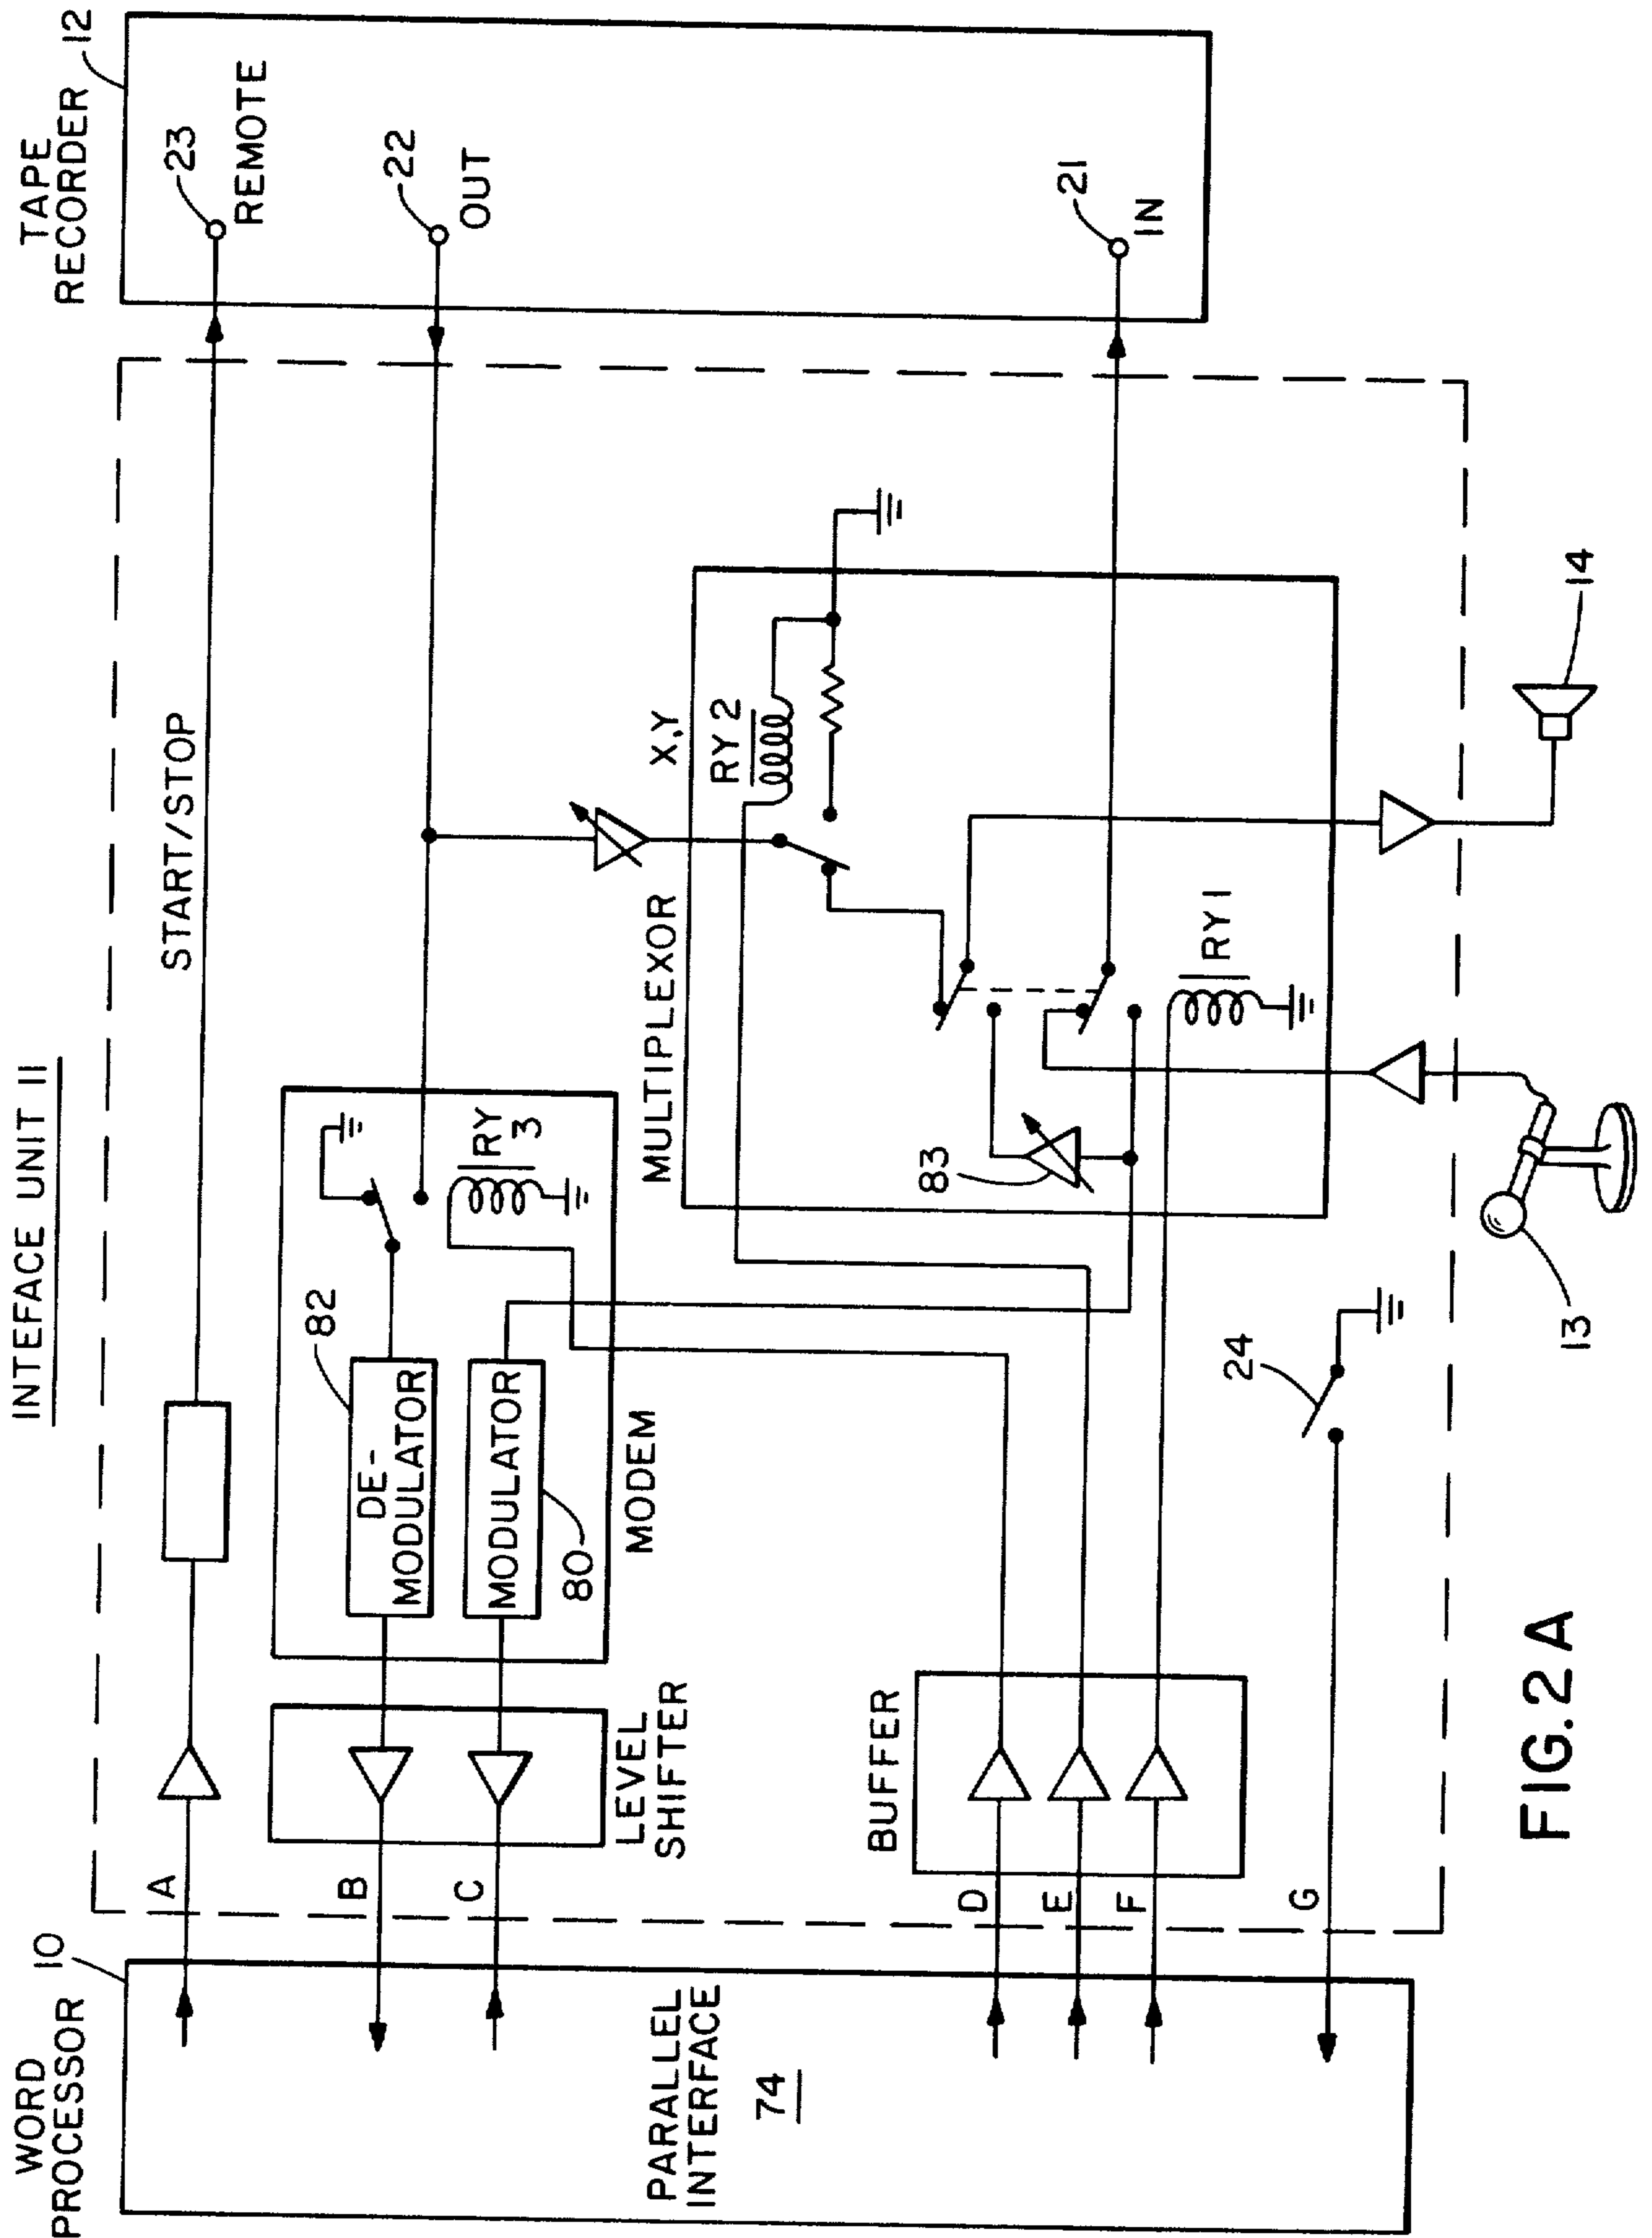 INTEFACE UNIT 11
WORD
PROCESSOR 10
TAPE
RECORDER 12
A
START/STOP
23
REMOTE
B
DE-
MODULATOR
82
22
OUT
C
MODULATOR
80
RY
3
LEVEL
SHIFTER
MODEM
MULTIPLEXOR
X,Y
RY 2
PARALLEL
INTERFACE
74
BUFFER
D
E
F
83
RY 1
21
IN
G
24
13
14
FIG. 2A